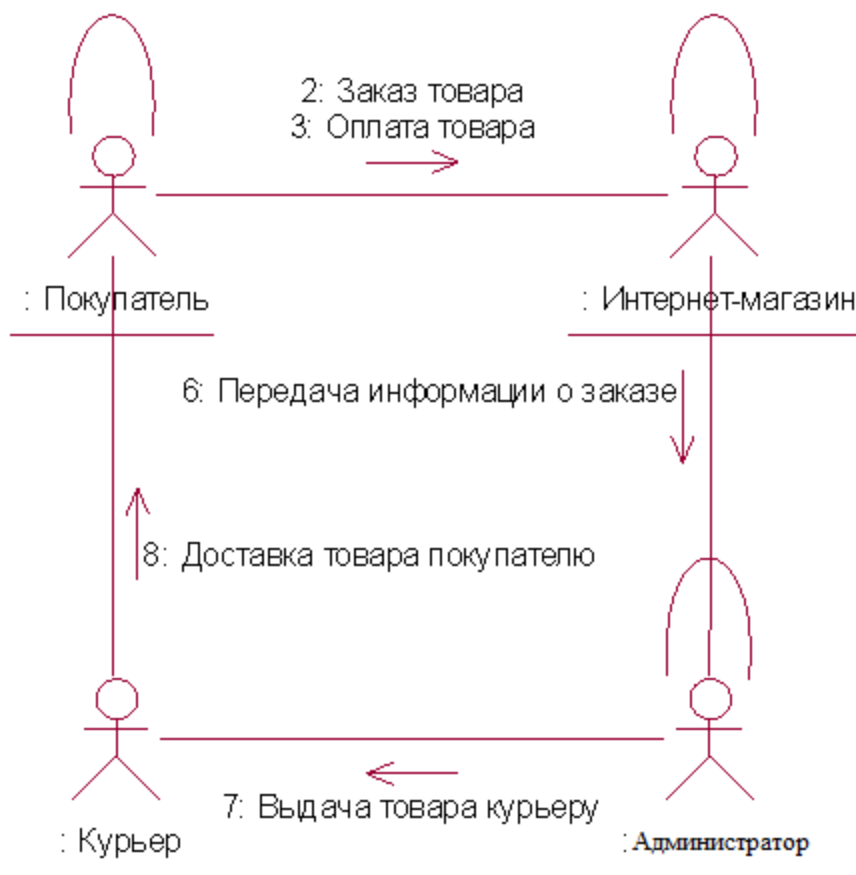 2: Заказ товара
3: Оплата товара
: Покупатель
: Интернет-магазин
6: Передача информации о заказе
8: Доставка товара покупателю
7: Выдача товара курьеру
: Курьер
: Администратор